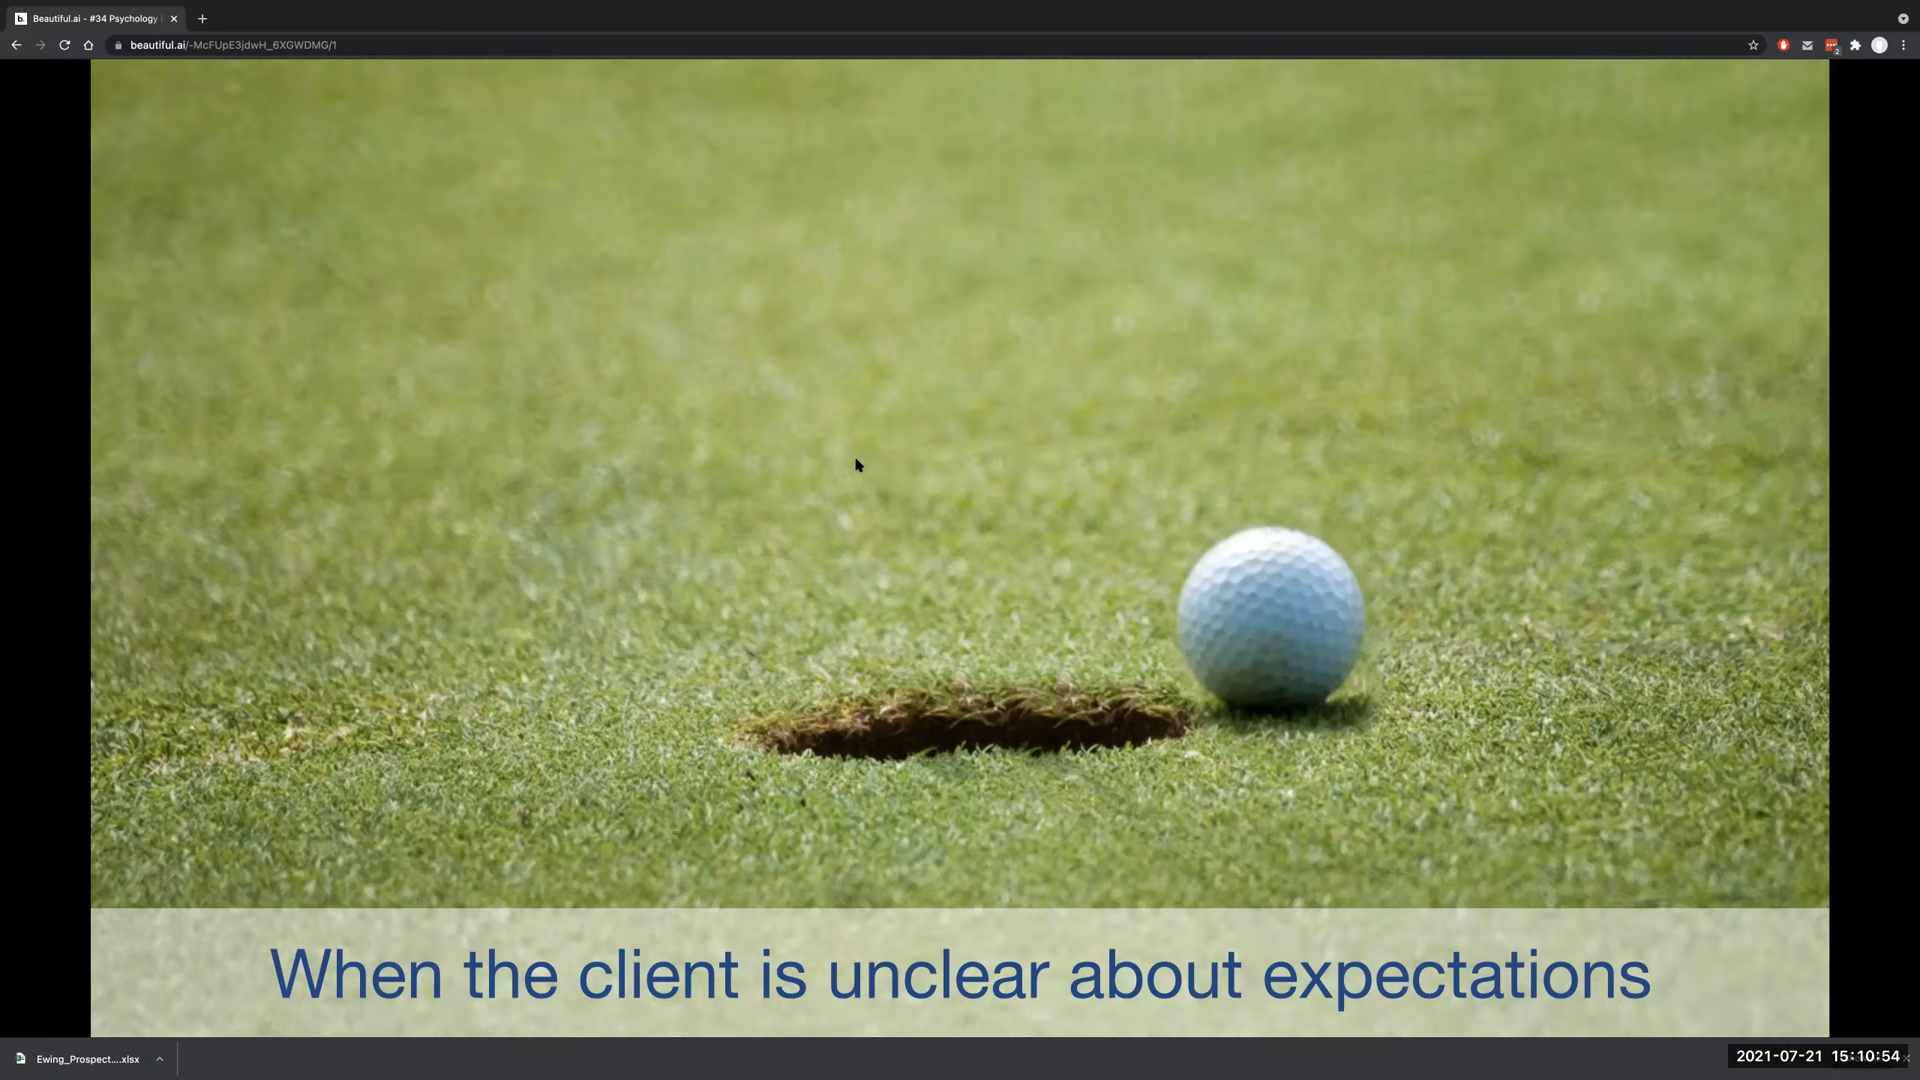 Beautiful.ai - #34 Psychology
beautiful.ai/-McFUpE3jdwH_6XGWDMG/1
2
When the client is unclear about expectations
Ewing_Prospect....xlsx
2021-07-21 15:10:54